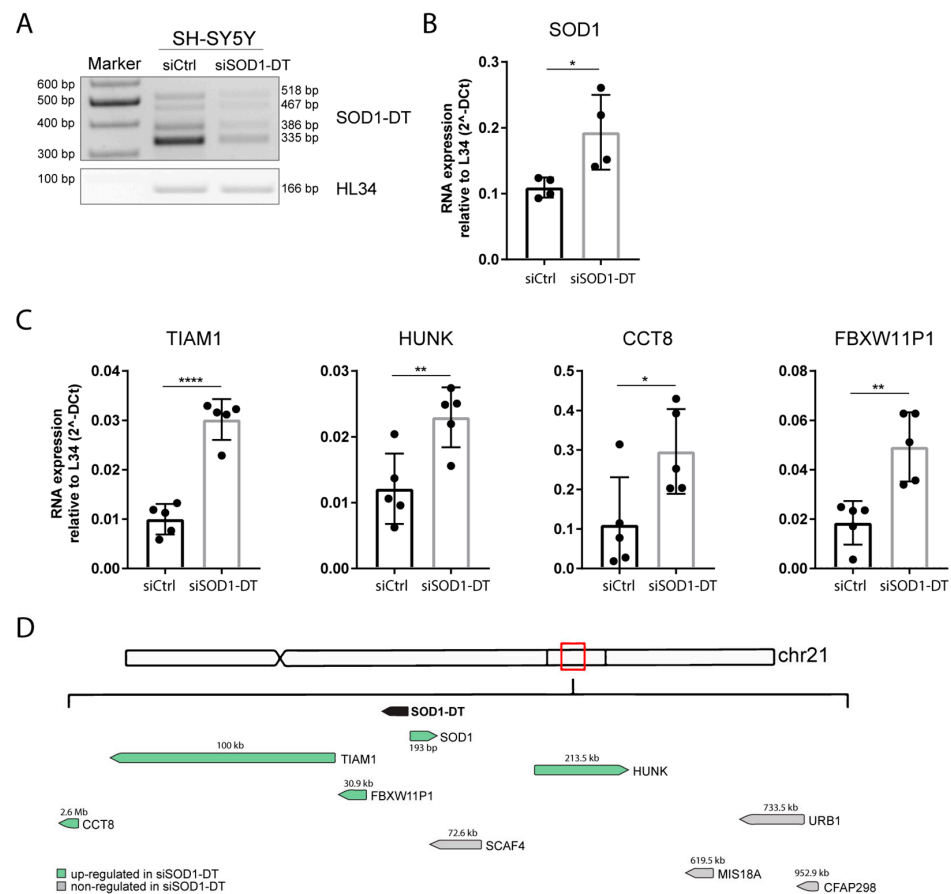 A
SH-SY5Y
Marker siCtrl siSOD1-DT
600 bp
500 bp
400 bp
300 bp
518 bp
467 bp
386 bp
335 bp
SOD1-DT
100 bp
166 bp
HL34
B
SOD1
RNA expression
relative to L34 (2^-DCt)
0.3
0.2
0.1
0.0
*
siCtrl siSOD1-DT
C
TIAM1
RNA expression
relative to L34 (2^-DCt)
0.04
0.03
0.02
0.01
0.00
****
siCtrl siSOD1-DT
HUNK
0.03
0.02
0.01
0.00
**
siCtrl siSOD1-DT
CCT8
0.5
0.4
0.3
0.2
0.1
0.0
*
siCtrl siSOD1-DT
FBXW11P1
0.08
0.06
0.04
0.02
0.00
**
siCtrl siSOD1-DT
D
chr21
SOD1-DT
SOD1
193 bp
100 kb
TIAM1
213.5 kb
HUNK
30.9 kb
FBXW11P1
2.6 Mb
CCT8
733.5 kb
URB1
72.6 kb
SCAF4
619.5 kb
MIS18A
952.9 kb
CFAP298
up-regulated in siSOD1-DT
non-regulated in siSOD1-DT